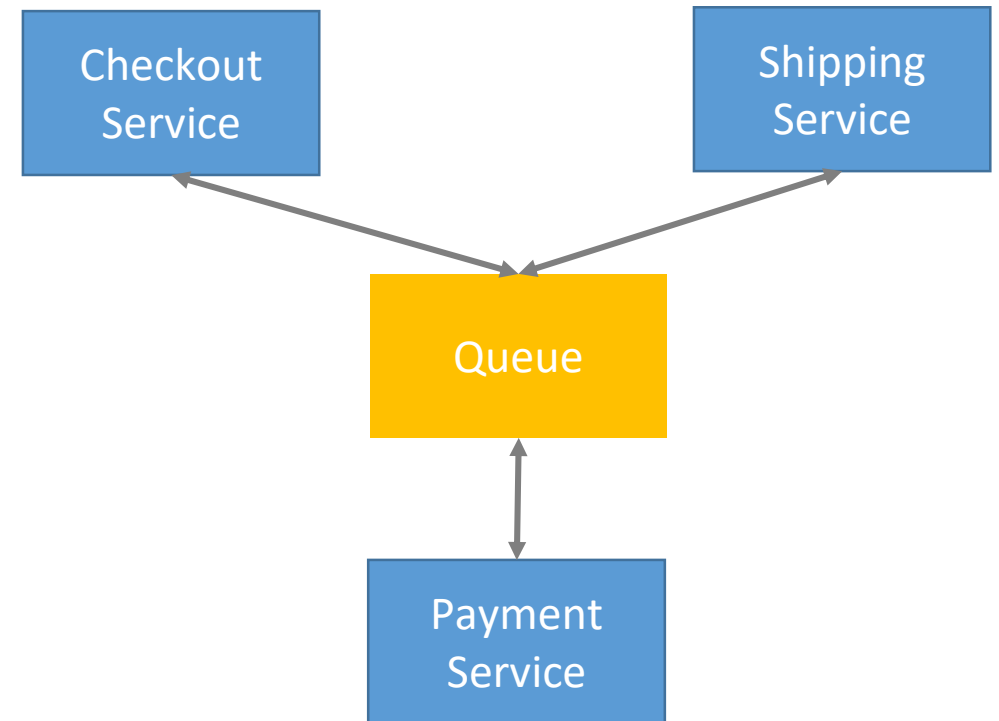 Checkout
Service
Shipping
Service
Queue
Payment
Service